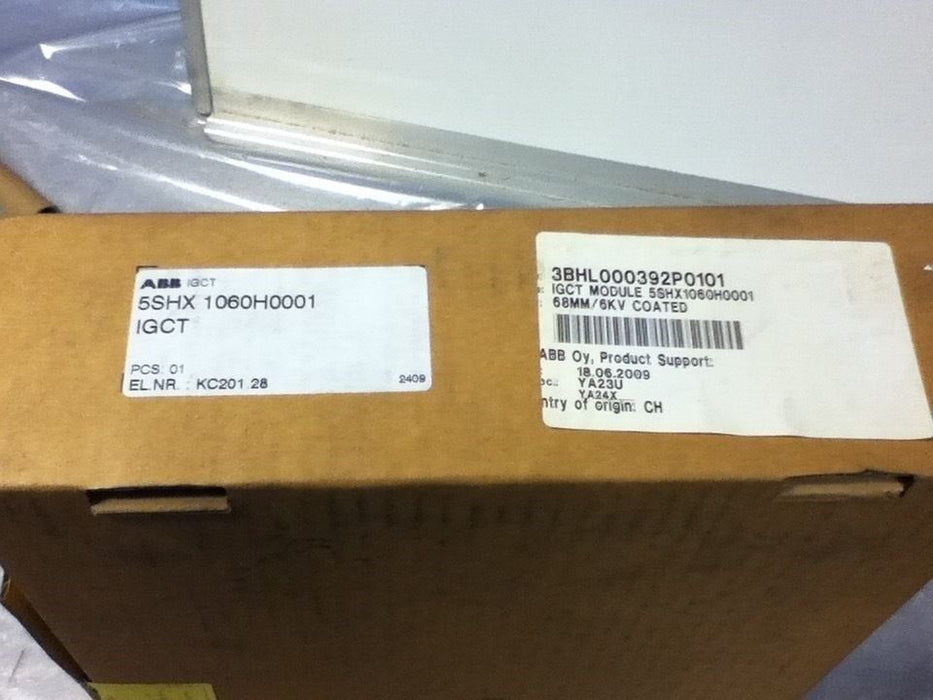 ABB IGCT
5SHX 1060H0001
IGCT
PCS: 01
EL.NR. : KC201 28
2409
3BHL000392P0101
: IGCT MODULE 5SHX1060H0001
: 68MM/6KV COATED
ABB Oy, Product Support:
: 18.06.2009
YA23U
YA24X
ntry of origin: CH